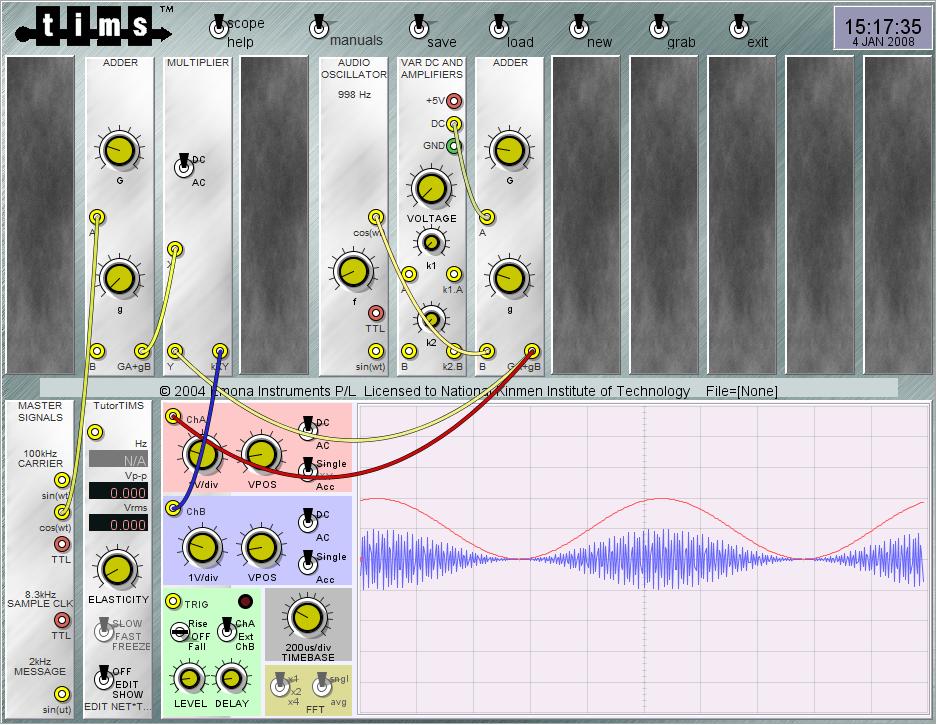 tims™
scope
help
manuals
save
load
new
grab
exit
15:17:35
4 JAN 2008
ADDER
G
A
g
B GA+gB
MULTIPLIER
DC
AC
X
Y kXY
AUDIO
OSCILLATOR
998 Hz
cos(wt)
f
TTL
sin(wt)
VAR DC AND
AMPLIFIERS
+5V
DC
GND
VOLTAGE
k1
A k1.A
k2
B k2.B
ADDER
G
A
g
B GA+gB
© 2004 Emona Instruments P/L Licensed to National Kinmen Institute of Technology File=[None]
MASTER
SIGNALS
100kHz
CARRIER
sin(wt)
cos(wt)
TTL
8.3kHz
SAMPLE CLK
TTL
2kHz
MESSAGE
sin(ut)
TutorTIMS
Hz
N/A
Vp-p
0.000
Vrms
0.000
ELASTICITY
SLOW
FAST
FREEZE
OFF
EDIT
SHOW
EDIT NET*T...
ChA
DC
AC
1V/div
VPOS
Single
Acc
ChB
DC
AC
1V/div
VPOS
Single
Acc
TRIG
Rise
OFF
Fall
ChA
Ext
ChB
LEVEL DELAY
200us/div
TIMEBASE
x1
x2
x4
sngl
avg
FFT